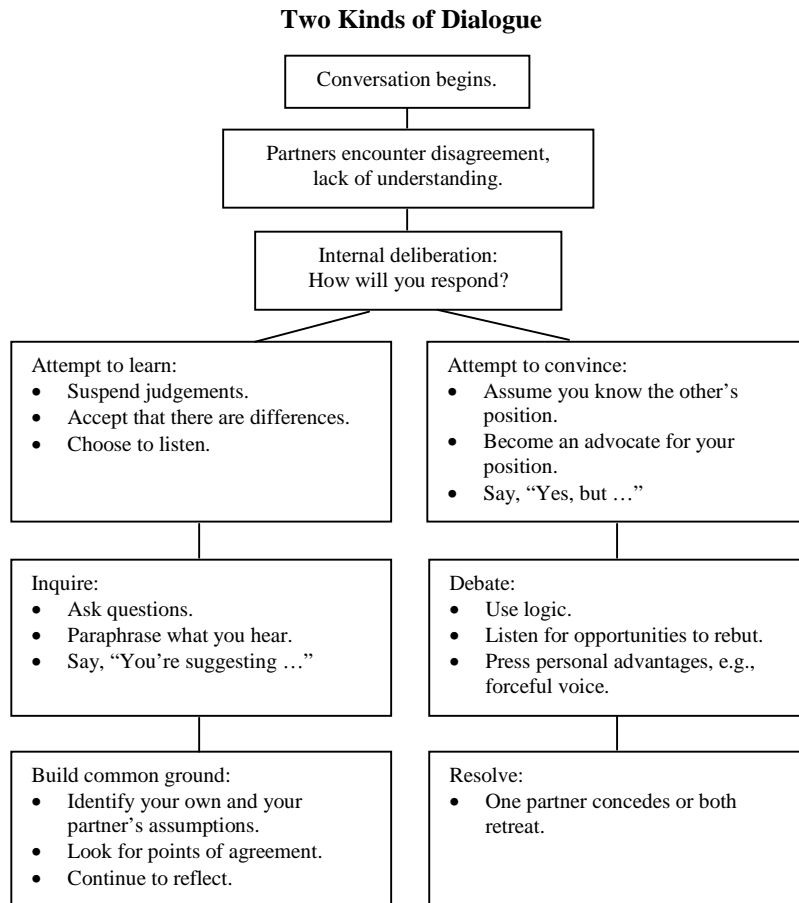 Two Kinds of Dialogue
Conversation begins.
Partners encounter disagreement,
lack of understanding.
Internal deliberation:
How will you respond?
Attempt to learn:
• Suspend judgements.
• Accept that there are differences.
• Choose to listen.
Attempt to convince:
• Assume you know the other’s
position.
• Become an advocate for your
position.
• Say, “Yes, but …”
Inquire:
• Ask questions.
• Paraphrase what you hear.
• Say, “You’re suggesting …”
Debate:
• Use logic.
• Listen for opportunities to rebut.
• Press personal advantages, e.g.,
forceful voice.
Build common ground:
• Identify your own and your
partner’s assumptions.
• Look for points of agreement.
• Continue to reflect.
Resolve:
• One partner concedes or both
retreat.